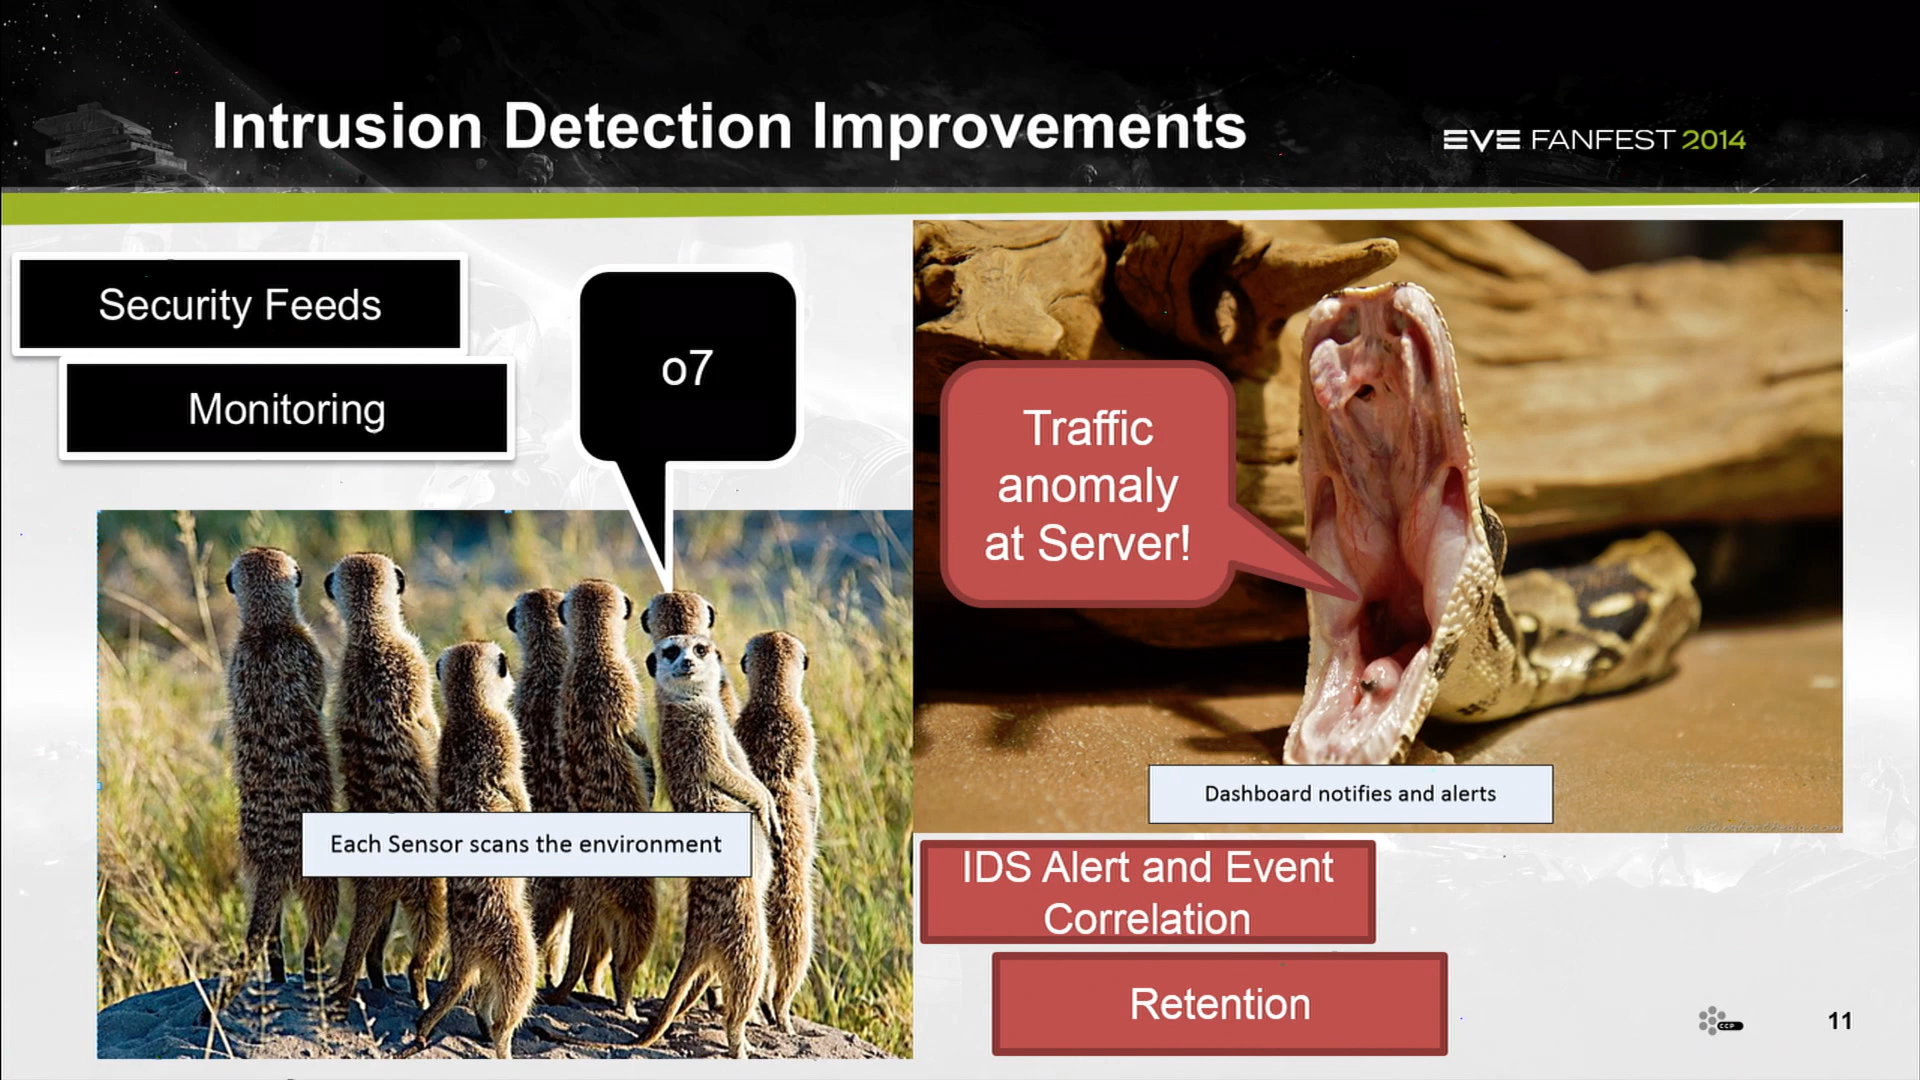 Intrusion Detection Improvements
EVE FANFEST 2014
Security Feeds
Monitoring
o7
Traffic
anomaly
at Server!
Each Sensor scans the environment
Dashboard notifies and alerts
IDS Alert and Event
Correlation
Retention
CCP
11